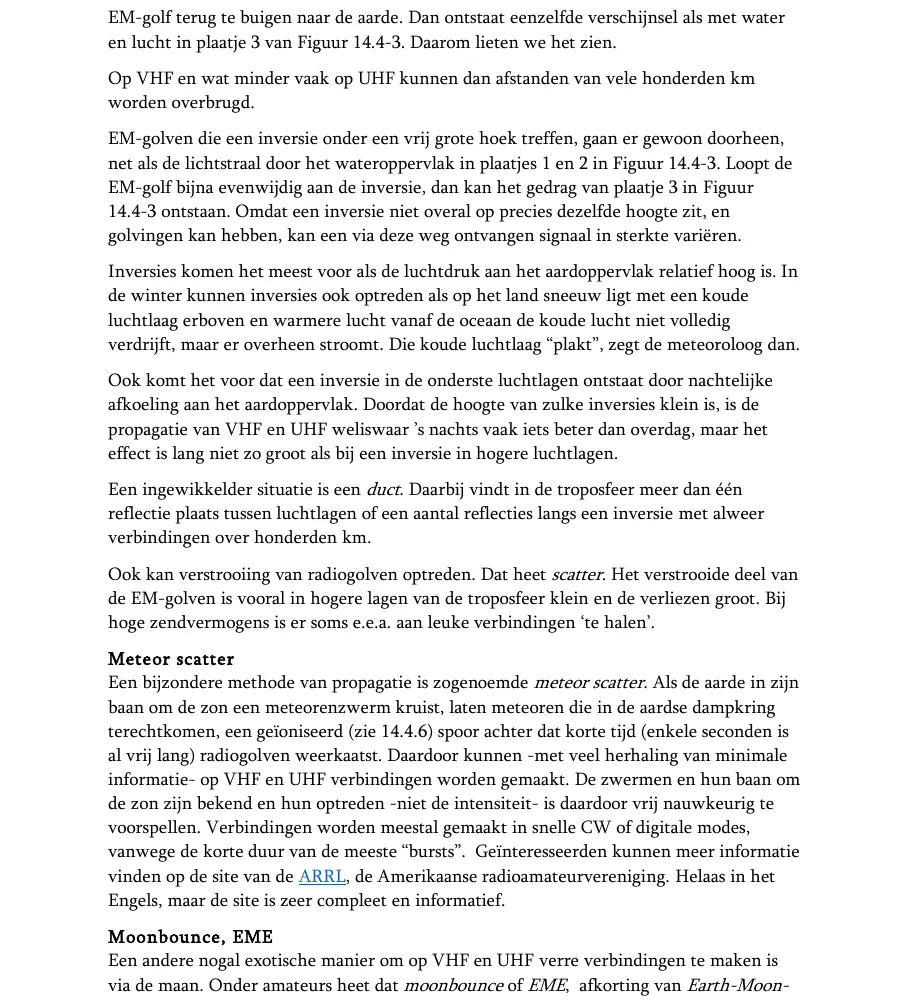 EM-golf terug te buigen naar de aarde. Dan ontstaat eenzelfde verschijnsel als met water
en lucht in plaatje 3 van Figuur 14.4-3. Daarom lieten we het zien.
Op VHF en wat minder vaak op UHF kunnen dan afstanden van vele honderden km
worden overbrugd.
EM-golven die een inversie onder een vrij grote hoek treffen, gaan er gewoon doorheen,
net als de lichtstraal door het wateroppervlak in plaatjes 1 en 2 in Figuur 14.4-3. Loopt de
EM-golf bijna evenwijdig aan de inversie, dan kan het gedrag van plaatje 3 in Figuur
14.4-3 ontstaan. Omdat een inversie niet overal op precies dezelfde hoogte zit, en
golvingen kan hebben, kan een via deze weg ontvangen signaal in sterkte variëren.
Inversies komen het meest voor als de luchtdruk aan het aardoppervlak relatief hoog is. In
de winter kunnen inversies ook optreden als op het land sneeuw ligt met een koude
luchtlaag erboven en warmere lucht vanaf de oceaan de koude lucht niet volledig
verdrijft, maar er overheen stroomt. Die koude luchtlaag “plakt”, zegt de meteoroloog dan.
Ook komt het voor dat een inversie in de onderste luchtlagen ontstaat door nachtelijke
afkoeling aan het aardoppervlak. Doordat de hoogte van zulke inversies klein is, is de
propagatie van VHF en UHF weliswaar ’s nachts vaak iets beter dan overdag, maar het
effect is lang niet zo groot als bij een inversie in hogere luchtlagen.
Een ingewikkelder situatie is een duct. Daarbij vindt in de troposfeer meer dan één
reflectie plaats tussen luchtlagen of een aantal reflecties langs een inversie met alweer
verbindingen over honderden km.
Ook kan verstrooiing van radiogolven optreden. Dat heet scatter. Het verstrooide deel van
de EM-golven is vooral in hogere lagen van de troposfeer klein en de verliezen groot. Bij
hoge zendvermogens is er soms e.e.a. aan leuke verbindingen ‘te halen’.
Meteor scatter
Een bijzondere methode van propagatie is zogenoemde meteor scatter. Als de aarde in zijn
baan om de zon een meteorenzwerm kruist, laten meteoren die in de aardse dampkring
terechtkomen, een geïoniseerd (zie 14.4.6) spoor achter dat korte tijd (enkele seconden is
al vrij lang) radiogolven weerkaatst. Daardoor kunnen -met veel herhaling van minimale
informatie- op VHF en UHF verbindingen worden gemaakt. De zwermen en hun baan om
de zon zijn bekend en hun optreden -niet de intensiteit- is daardoor vrij nauwkeurig te
voorspellen. Verbindingen worden meestal gemaakt in snelle CW of digitale modes,
vanwege de korte duur van de meeste “bursts”.  Geïnteresseerden kunnen meer informatie
vinden op de site van de ARRL, de Amerikaanse radioamateurvereniging. Helaas in het
Engels, maar de site is zeer compleet en informatief.
Moonbounce, EME
Een andere nogal exotische manier om op VHF en UHF verre verbindingen te maken is
via de maan. Onder amateurs heet dat moonbounce of EME,  afkorting van Earth-Moon-